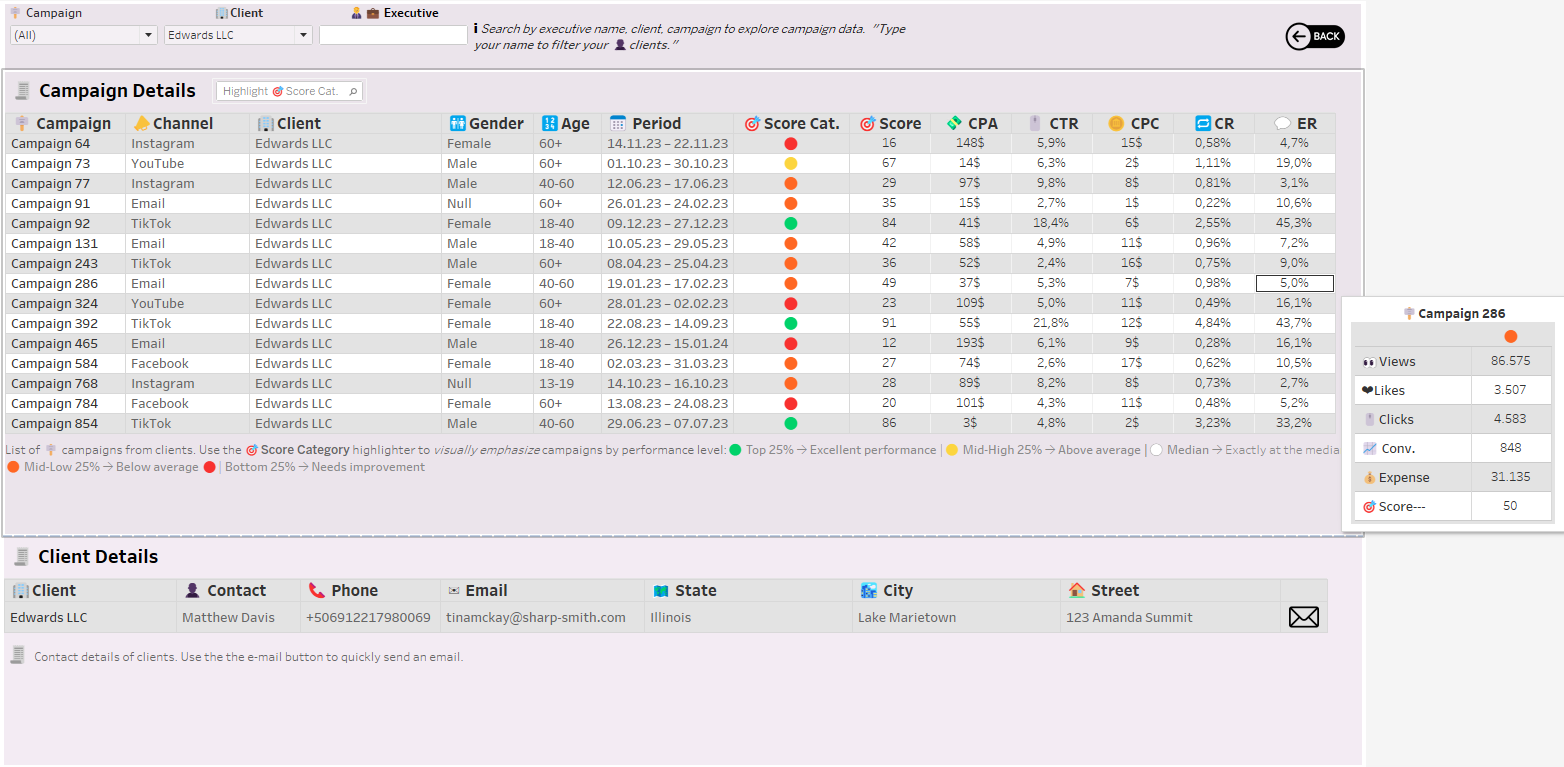 Campaign Client Executive
(All) Edwards LLC
i Search by executive name, client, campaign to explore campaign data. "Type
your name to filter your clients."
BACK
Campaign Details Highlight Score Cat.
Campaign Channel Client Gender Age Period Score Cat. Score CPA CTR CPC CR ER
Campaign 64 Instagram Edwards LLC Female 60+ 14.11.23 – 22.11.23 16 148$ 5,9% 15$ 0,58% 4,7%
Campaign 73 YouTube Edwards LLC Male 60+ 01.10.23 – 30.10.23 67 14$ 6,3% 2$ 1,11% 19,0%
Campaign 77 Instagram Edwards LLC Male 40-60 12.06.23 – 17.06.23 29 97$ 9,8% 8$ 0,81% 3,1%
Campaign 91 Email Edwards LLC Null 60+ 26.01.23 – 24.02.23 35 15$ 2,7% 1$ 0,22% 10,6%
Campaign 92 TikTok Edwards LLC Female 18-40 09.12.23 – 27.12.23 84 41$ 18,4% 6$ 2,55% 45,3%
Campaign 131 Email Edwards LLC Male 18-40 10.05.23 – 29.05.23 42 58$ 4,9% 11$ 0,96% 7,2%
Campaign 243 TikTok Edwards LLC Male 60+ 08.04.23 – 25.04.23 36 52$ 2,4% 16$ 0,75% 9,0%
Campaign 286 Email Edwards LLC Female 40-60 19.01.23 – 17.02.23 49 37$ 5,3% 7$ 0,98% 5,0%
Campaign 324 YouTube Edwards LLC Female 60+ 28.01.23 – 02.02.23 23 109$ 5,0% 11$ 0,49% 16,1%
Campaign 392 TikTok Edwards LLC Female 18-40 22.08.23 – 14.09.23 91 55$ 21,8% 12$ 4,84% 43,7%
Campaign 465 Email Edwards LLC Male 18-40 26.12.23 – 15.01.24 12 193$ 6,1% 9$ 0,28% 16,1%
Campaign 584 Facebook Edwards LLC Female 18-40 02.03.23 – 31.03.23 27 74$ 2,6% 17$ 0,62% 10,5%
Campaign 768 Instagram Edwards LLC Null 13-19 14.10.23 – 16.10.23 28 89$ 8,2% 8$ 0,73% 2,7%
Campaign 784 Facebook Edwards LLC Female 60+ 13.08.23 – 24.08.23 20 101$ 4,3% 11$ 0,48% 5,2%
Campaign 854 TikTok Edwards LLC Male 40-60 29.06.23 – 07.07.23 86 3$ 4,8% 2$ 3,23% 33,2%
List of campaigns from clients. Use the Score Category highlighter to visually emphasize campaigns by performance level: Top 25% → Excellent performance | Mid-High 25% → Above average | Median → Exactly at the media
Mid-Low 25% → Below average | Bottom 25% → Needs improvement
Campaign 286
Views 86.575
Likes 3.507
Clicks 4.583
Conv. 848
Expense 31.135
Score--- 50
Client Details
Client Contact Phone Email State City Street
Edwards LLC Matthew Davis +506912217980069 tinamckay@sharp-smith.com Illinois Lake Marietown 123 Amanda Summit
Contact details of clients. Use the the e-mail button to quickly send an email.